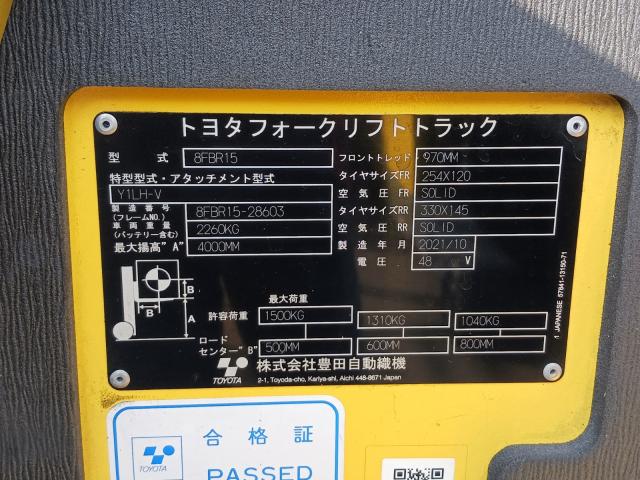 トヨタフォークリフトトラック
型 式 8FBR15
フロントトレッド 970MM
特型型式・アタッチメント型式
タイヤサイズFR 254X120
Y1LH-V
空気圧 FR SOLID
製造番号 (フレームNO.) 8FBR15-28603
タイヤサイズRR 330X145
車両重量 (バッテリー含む) 2260KG
空気圧 RR SOLID
最大揚高"A" 4000MM
製造年月 2021/10
電圧 48 V
B
B
A
最大荷重
許容荷重 1500KG 1310KG 1040KG
ロード
センター"B" 500MM 600MM 800MM
TOYOTA
株式会社豊田自動織機
2-1, Toyoda-cho, Kariya-shi, Aichi 448-8671 Japan
1 JAPANESE 57841-13150-71
合格証
TOYOTA
PASSED